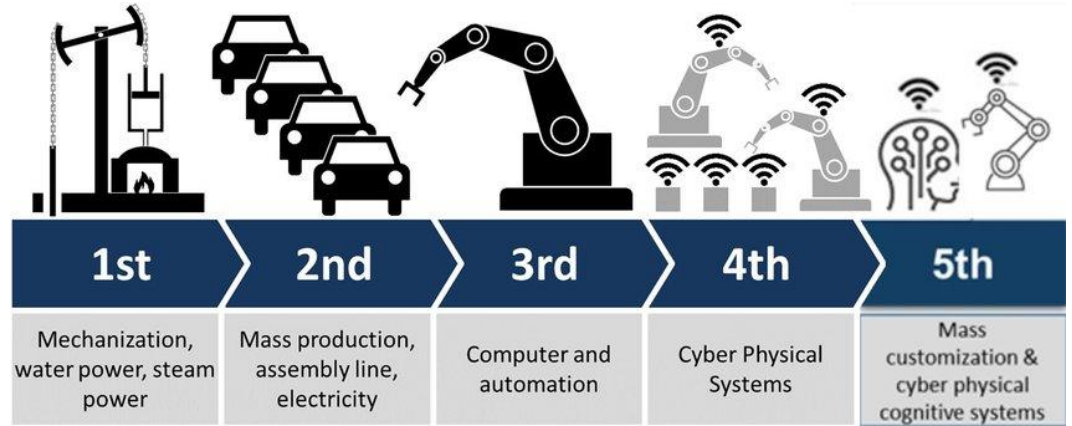 1st
2nd
3rd
4th
5th
Mechanization,
water power, steam
power
Mass production,
assembly line,
electricity
Computer and
automation
Cyber Physical
Systems
Mass
customization &
cyber physical
cognitive systems